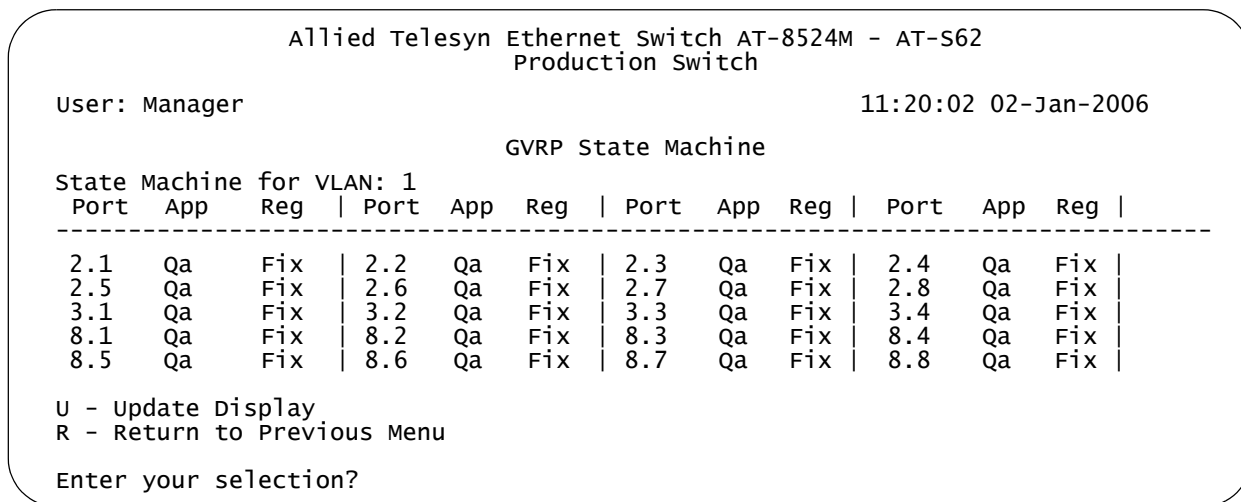 Allied Telesyn Ethernet Switch AT-8524M - AT-S62
Production Switch
User: Manager 11:20:02 02-Jan-2006
GVRP State Machine
State Machine for VLAN: 1
Port App Reg | Port App Reg | Port App Reg | Port App Reg |
--------------------------------------------------------------------------------
2.1 Qa Fix | 2.2 Qa Fix | 2.3 Qa Fix | 2.4 Qa Fix |
2.5 Qa Fix | 2.6 Qa Fix | 2.7 Qa Fix | 2.8 Qa Fix |
3.1 Qa Fix | 3.2 Qa Fix | 3.3 Qa Fix | 3.4 Qa Fix |
8.1 Qa Fix | 8.2 Qa Fix | 8.3 Qa Fix | 8.4 Qa Fix |
8.5 Qa Fix | 8.6 Qa Fix | 8.7 Qa Fix | 8.8 Qa Fix |
U - Update Display
R - Return to Previous Menu
Enter your selection?